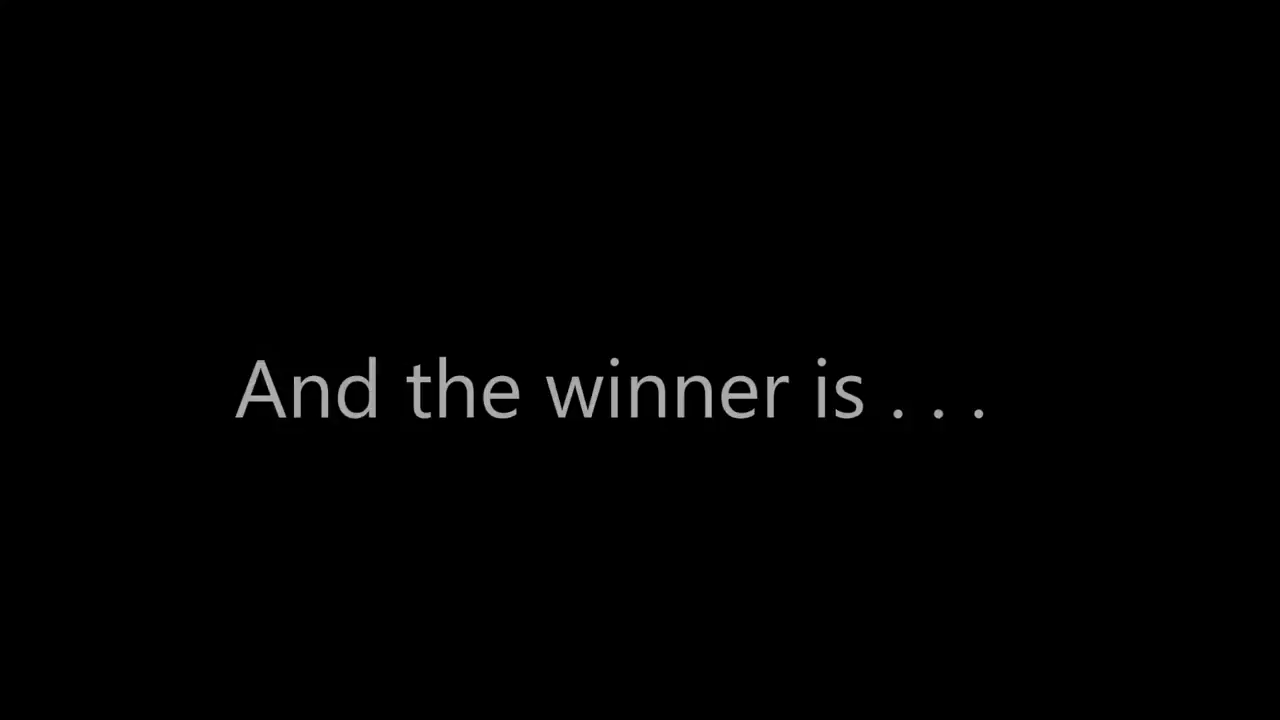 And the winner is . . .